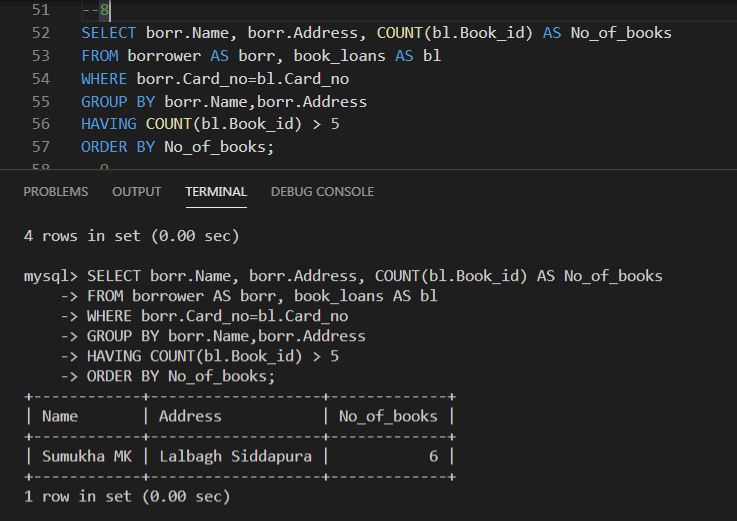 51 --8
52 SELECT borr.Name, borr.Address, COUNT(bl.Book_id) AS No_of_books
53 FROM borrower AS borr, book_loans AS bl
54 WHERE borr.Card_no=bl.Card_no
55 GROUP BY borr.Name,borr.Address
56 HAVING COUNT(bl.Book_id) > 5
57 ORDER BY No_of_books;
58 --9
PROBLEMS OUTPUT TERMINAL DEBUG CONSOLE
4 rows in set (0.00 sec)
mysql> SELECT borr.Name, borr.Address, COUNT(bl.Book_id) AS No_of_books
    -> FROM borrower AS borr, book_loans AS bl
    -> WHERE borr.Card_no=bl.Card_no
    -> GROUP BY borr.Name,borr.Address
    -> HAVING COUNT(bl.Book_id) > 5
    -> ORDER BY No_of_books;
+------------+-------------------+-------------+
| Name       | Address           | No_of_books |
+------------+-------------------+-------------+
| Sumukha MK | Lalbagh Siddapura |           6 |
+------------+-------------------+-------------+
1 row in set (0.00 sec)